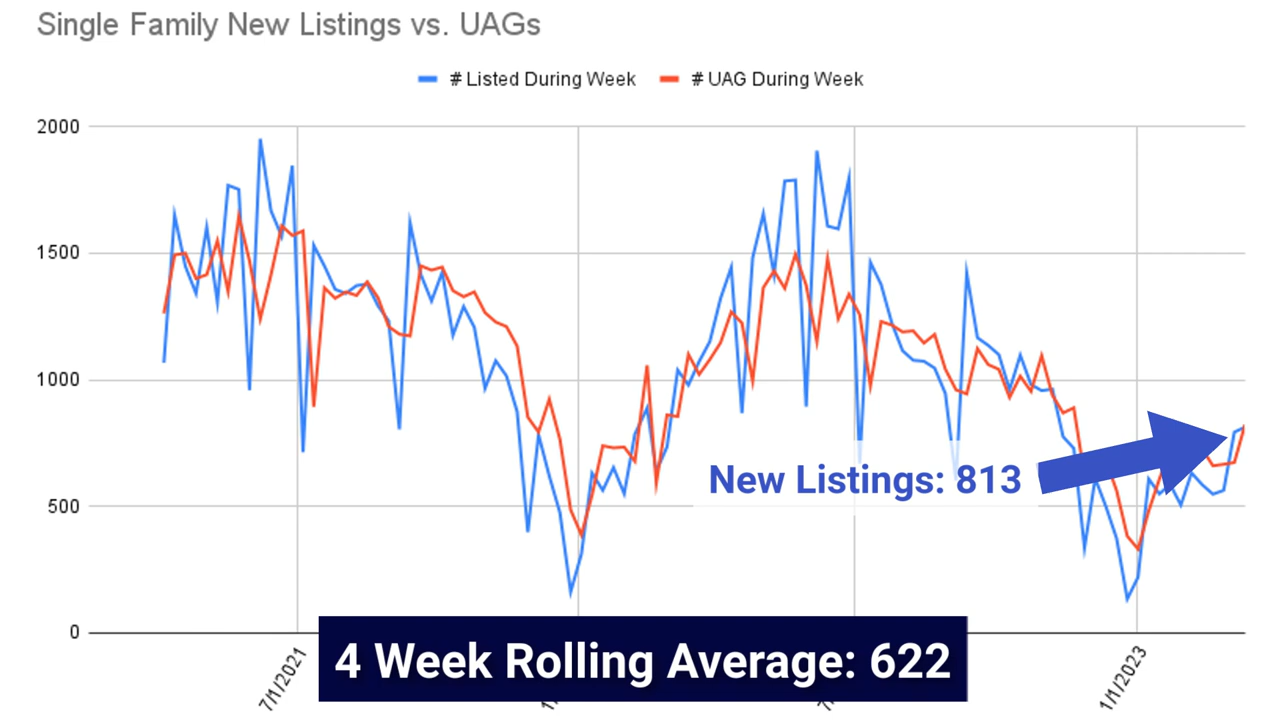 Single Family New Listings vs. UAGs
# Listed During Week
# UAG During Week
2000
1500
1000
New Listings: 813
500
0
4 Week Rolling Average: 622
7/1/2021
1/1/2023